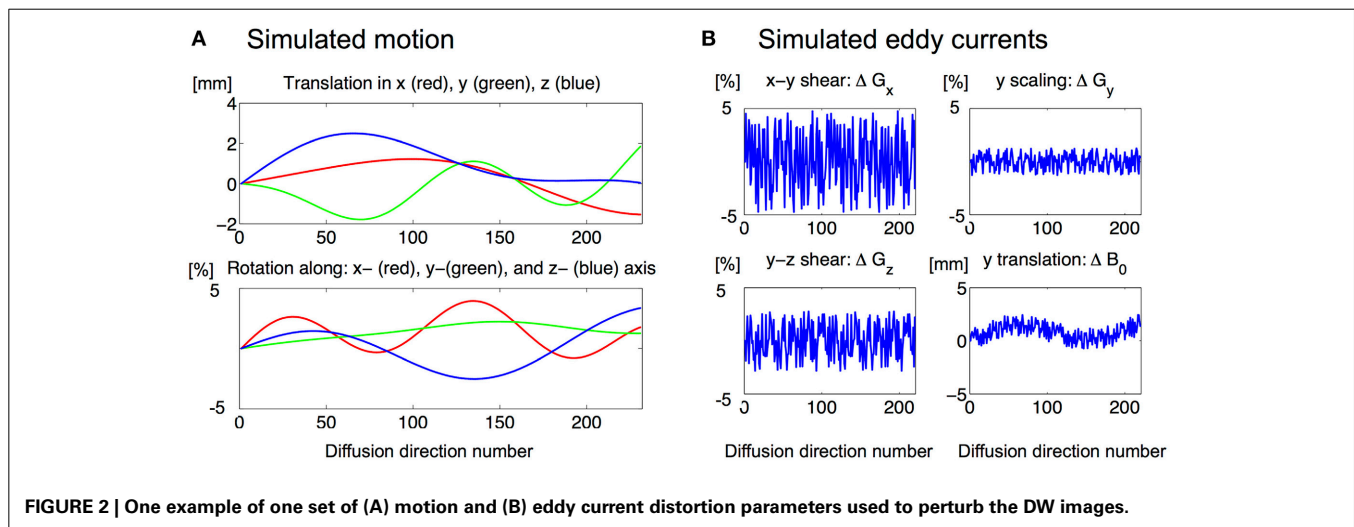 A Simulated motion
[mm] Translation in x (red), y (green), z (blue)
4
2
0
−2
0 50 100 150 200
[%] Rotation along: x− (red), y−(green), and z− (blue) axis
5
-5
0 50 100 150 200
Diffusion direction number
B Simulated eddy currents
[%] x−y shear: Δ Gx
5
-5
0 100 200
[%] y scaling: Δ Gy
5
-5
0 100 200
[%] y−z shear: Δ Gz
5
-5
0 100 200
Diffusion direction number
[mm] y translation: Δ B0
5
0
−5
0 100 200
Diffusion direction number
FIGURE 2 | One example of one set of (A) motion and (B) eddy current distortion parameters used to perturb the DW images.